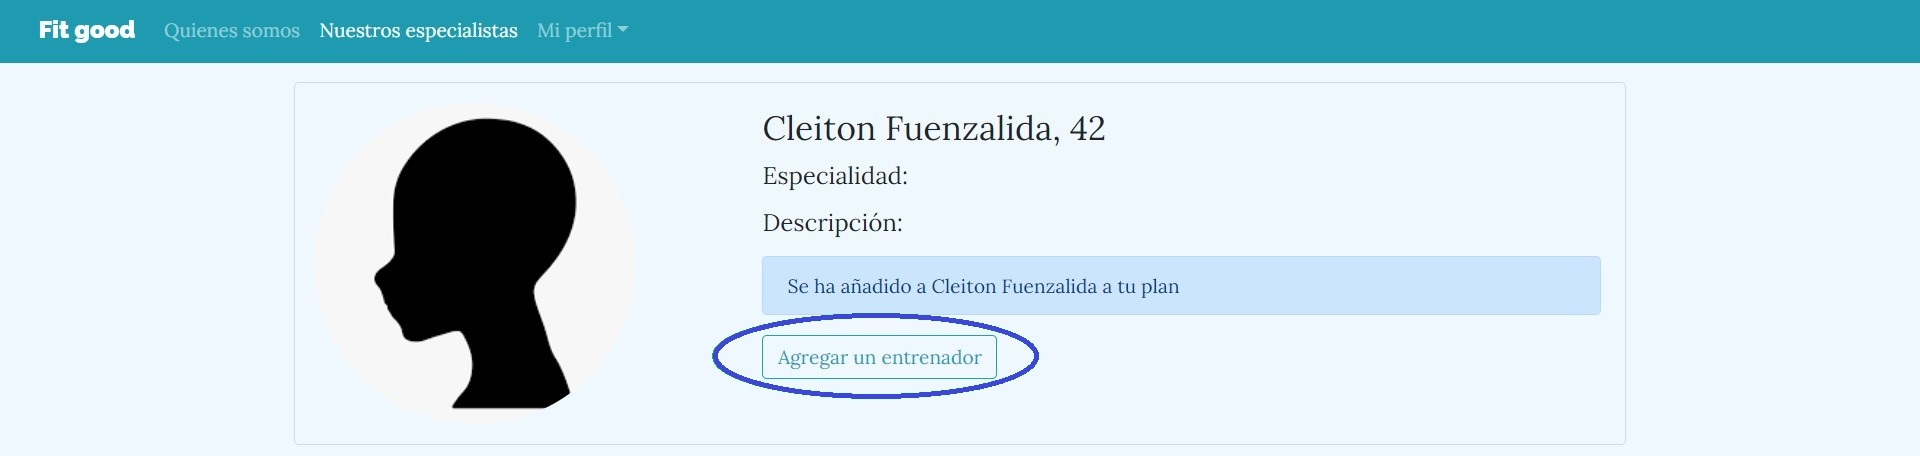 Fit good Quienes somos Nuestros especialistas Mi perfil
Cleiton Fuenzalida, 42
Especialidad:
Descripción:
Se ha añadido a Cleiton Fuenzalida a tu plan
Agregar un entrenador